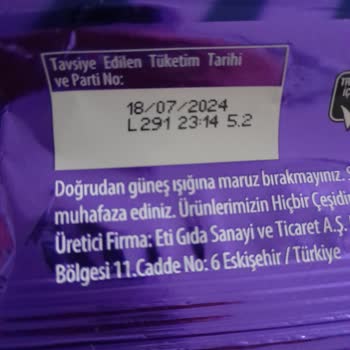 Tavsiye Edilen Tüketim Tarihi
ve Parti No:
18/07/2024
L291 23:14 5.2
Doğrudan güneş ışığına maruz bırakmayınız.
muhafaza ediniz. Ürünlerimizin Hiçbir Çeşidin
Üretici Firma: Eti Gıda Sanayi ve Ticaret A.Ş.
Bölgesi 11.Cadde No: 6 Eskişehir / Türkiye